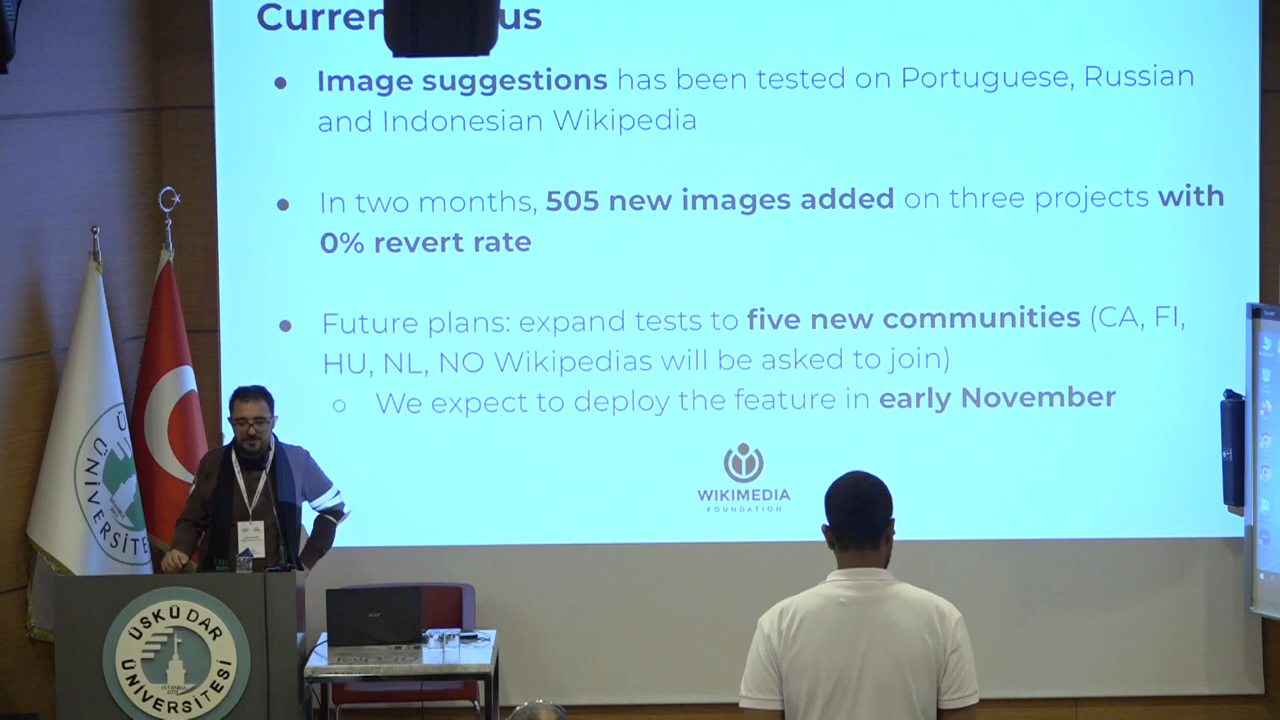 Curren us
● Image suggestions has been tested on Portuguese, Russian
and Indonesian Wikipedia
● In two months, 505 new images added on three projects with
0% revert rate
● Future plans: expand tests to five new communities (CA, FI,
HU, NL, NO Wikipedias will be asked to join)
○ We expect to deploy the feature in early November
WIKIMEDIA
FOUNDATION
ÜNİVERSİTE
acer
ÜSKÜDAR
ÜNİVERSİTESİ
İSTANBUL